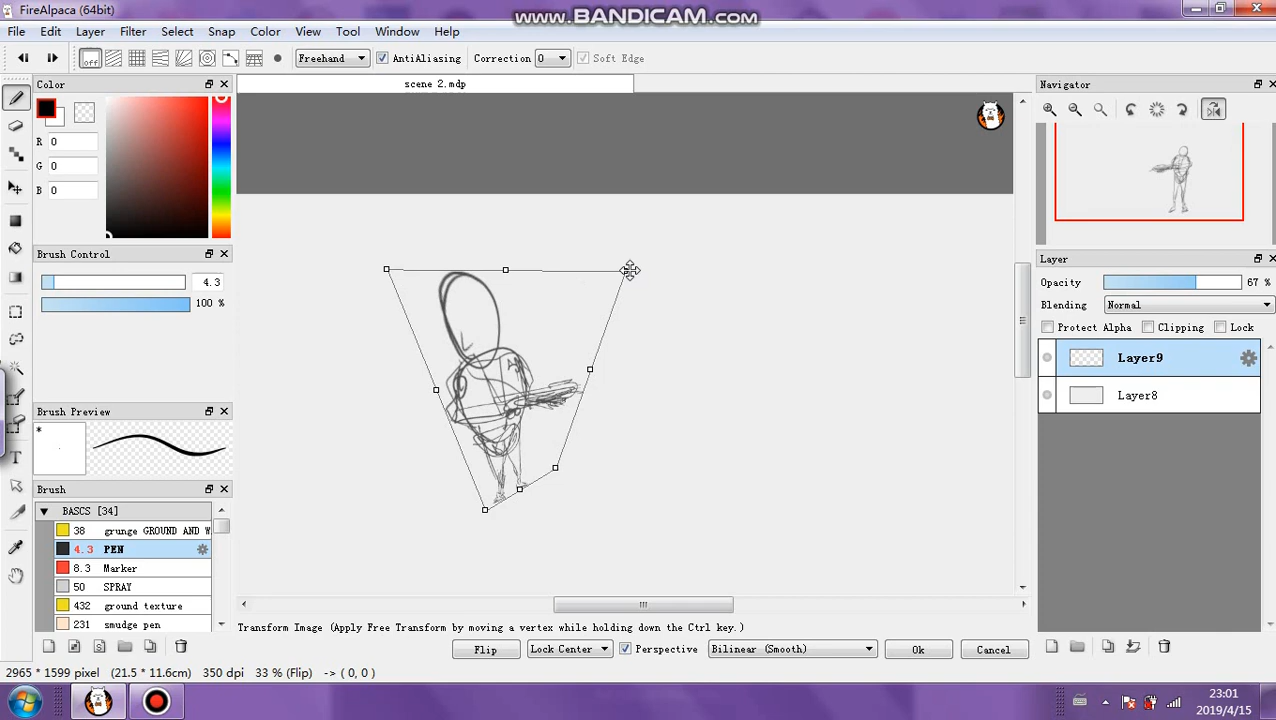 FireAlpaca (64bit)
www.BANDICAM.com
File Edit Layer Filter Select Snap Color View Tool Window Help
off Freehand AntiAliasing Correction 0 Soft Edge
Color
scene 2.mdp
Navigator
R 0
G 0
B 0
Brush Control
4.3
100 %
Layer
Opacity 67 %
Blending Normal
Protect Alpha Clipping Lock
Layer9
Layer8
Brush Preview
*
Brush
BASCS [34]
38 grunge GROUND AND W
4.3 PEN
8.3 Marker
50 SPRAY
432 ground texture
231 smudge pen
Transform Image (Apply Free Transform by moving a vertex while holding down the Ctrl key.)
Flip Lock Center Perspective Bilinear (Smooth) Ok Cancel
2965 * 1599 pixel (21.5 * 11.6cm) 350 dpi 33 % (Flip) -> ( 0, 0 )
23:01
2019/4/15